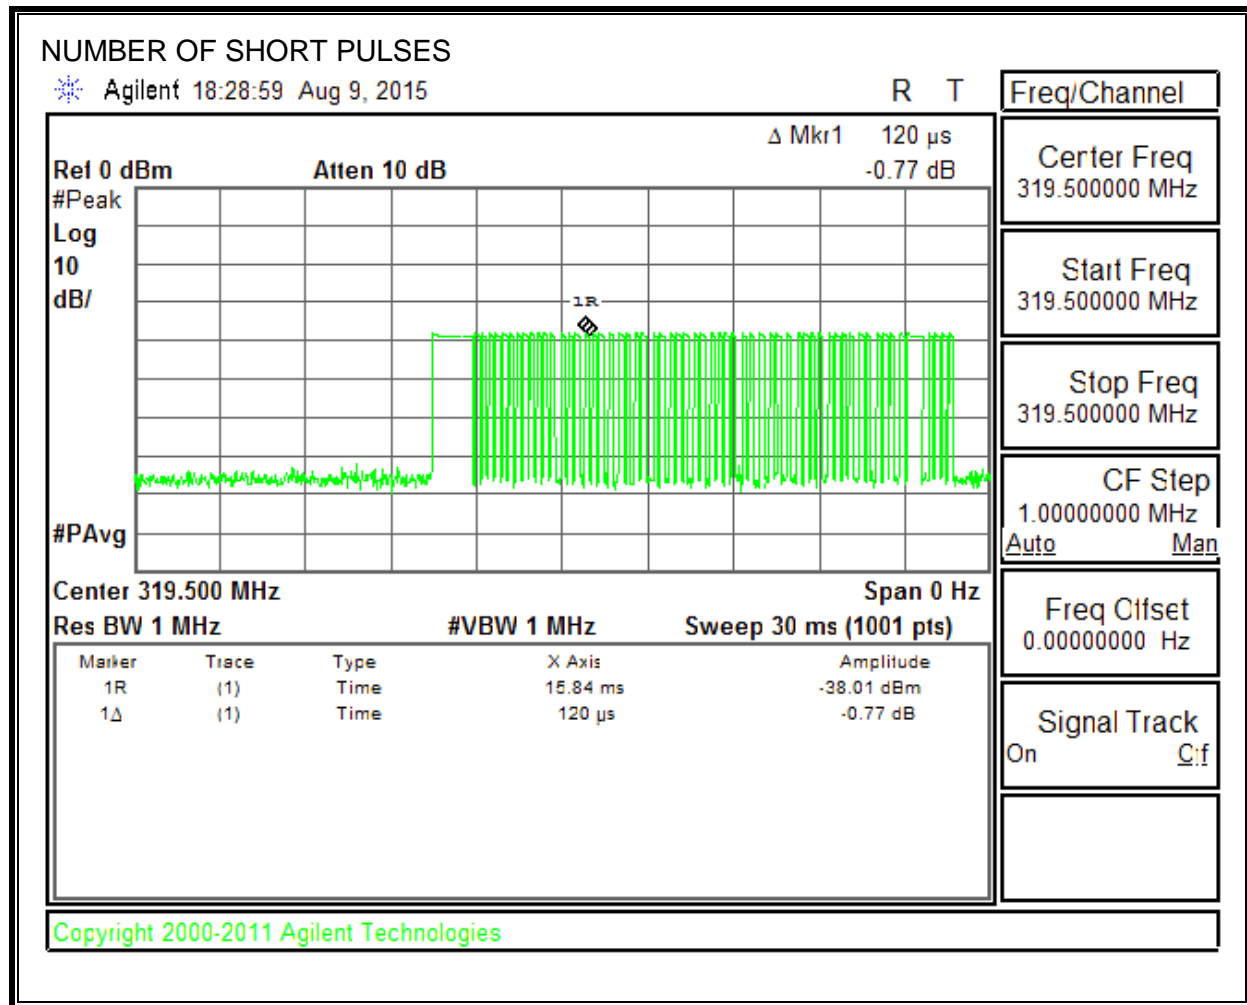 NUMBER OF SHORT PULSES
Agilent 18:28:59 Aug 9, 2015 R T
Freq/Channel
Δ Mkr1 120 μs
Ref 0 dBm Atten 10 dB -0.77 dB
#Peak
Log
10
dB/
1R
#PAvg
Center 319.500 MHz Span 0 Hz
Res BW 1 MHz #VBW 1 MHz Sweep 30 ms (1001 pts)
Marker Trace Type X Axis Amplitude
1R (1) Time 15.84 ms -38.01 dBm
1Δ (1) Time 120 μs -0.77 dB
Center Freq
319.500000 MHz
Start Freq
319.500000 MHz
Stop Freq
319.500000 MHz
CF Step
1.00000000 MHz
Auto Man
Freq Offset
0.00000000 Hz
Signal Track
On Off
Copyright 2000-2011 Agilent Technologies